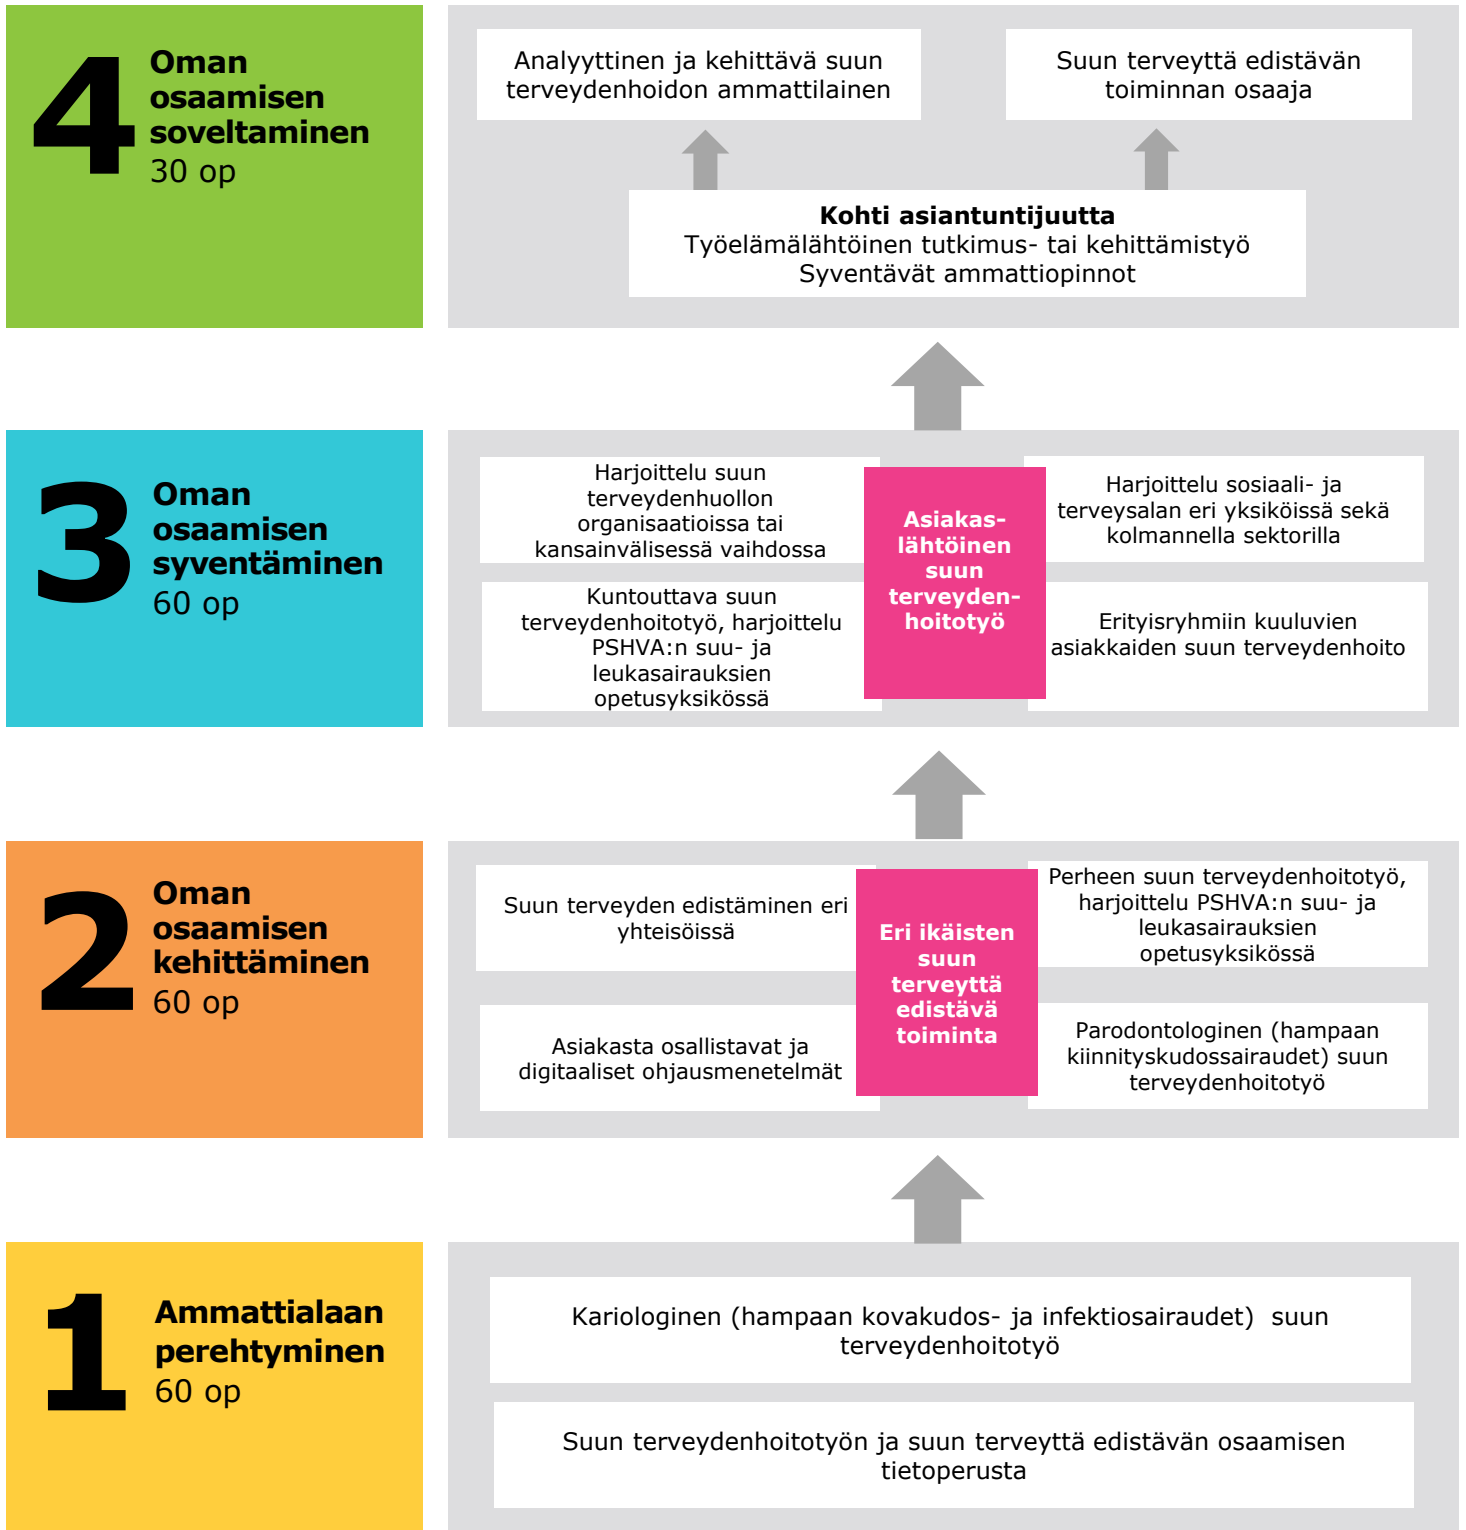 4
Oman
osaamisen
soveltaminen
30 op
Analyyttinen ja kehittävä suun
terveydenhoidon ammattilainen
Suun terveyttä edistävän
toiminnan osaaja
Kohti asiantuntijuutta
Työelämälähtöinen tutkimus- tai kehittämistyö
Syventävät ammattiopinnot
3
Oman
osaamisen
syventäminen
60 op
Harjoittelu suun
terveydenhuollon
organisaatioissa tai
kansainvälisessä vaihdossa
Kuntouttava suun
terveydenhoitotyö, harjoittelu
PSHVA:n suu- ja
leukasairauksien
opetusyksikössä
Asiakas-
lähtöinen
suun
terveyden-
hoitotyö
Harjoittelu sosiaali- ja
terveysalan eri yksiköissä sekä
kolmannella sektorilla
Erityisryhmiin kuuluvien
asiakkaiden suun terveydenhoito
2
Oman
osaamisen
kehittäminen
60 op
Suun terveyden edistäminen eri
yhteisöissä
Asiakasta osallistavat ja
digitaaliset ohjausmenetelmät
Eri ikäisten
suun
terveyttä
edistävä
toiminta
Perheen suun terveydenhoitotyö,
harjoittelu PSHVA:n suu- ja
leukasairauksien
opetusyksikössä
Parodontologinen (hampaan
kiinnityskudossairaudet) suun
terveydenhoitotyö
1
Ammattialaan
perehtyminen
60 op
Kariologinen (hampaan kovakudos- ja infektiosairaudet)  suun
terveydenhoitotyö
Suun terveydenhoitotyön ja suun terveyttä edistävän osaamisen
tietoperusta